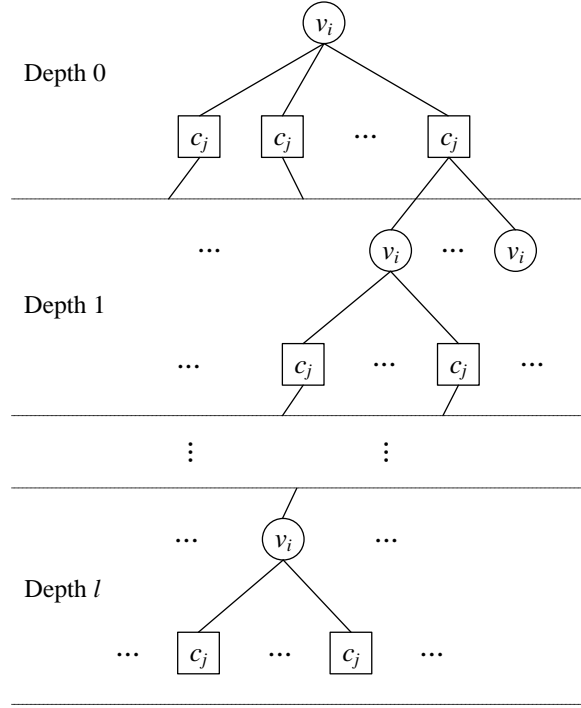 v_i
Depth 0
c_j c_j ... c_j
... v_i ... v_i
Depth 1
... c_j ... c_j ...
⋮ ⋮
... v_i ...
Depth l
... c_j ... c_j ...